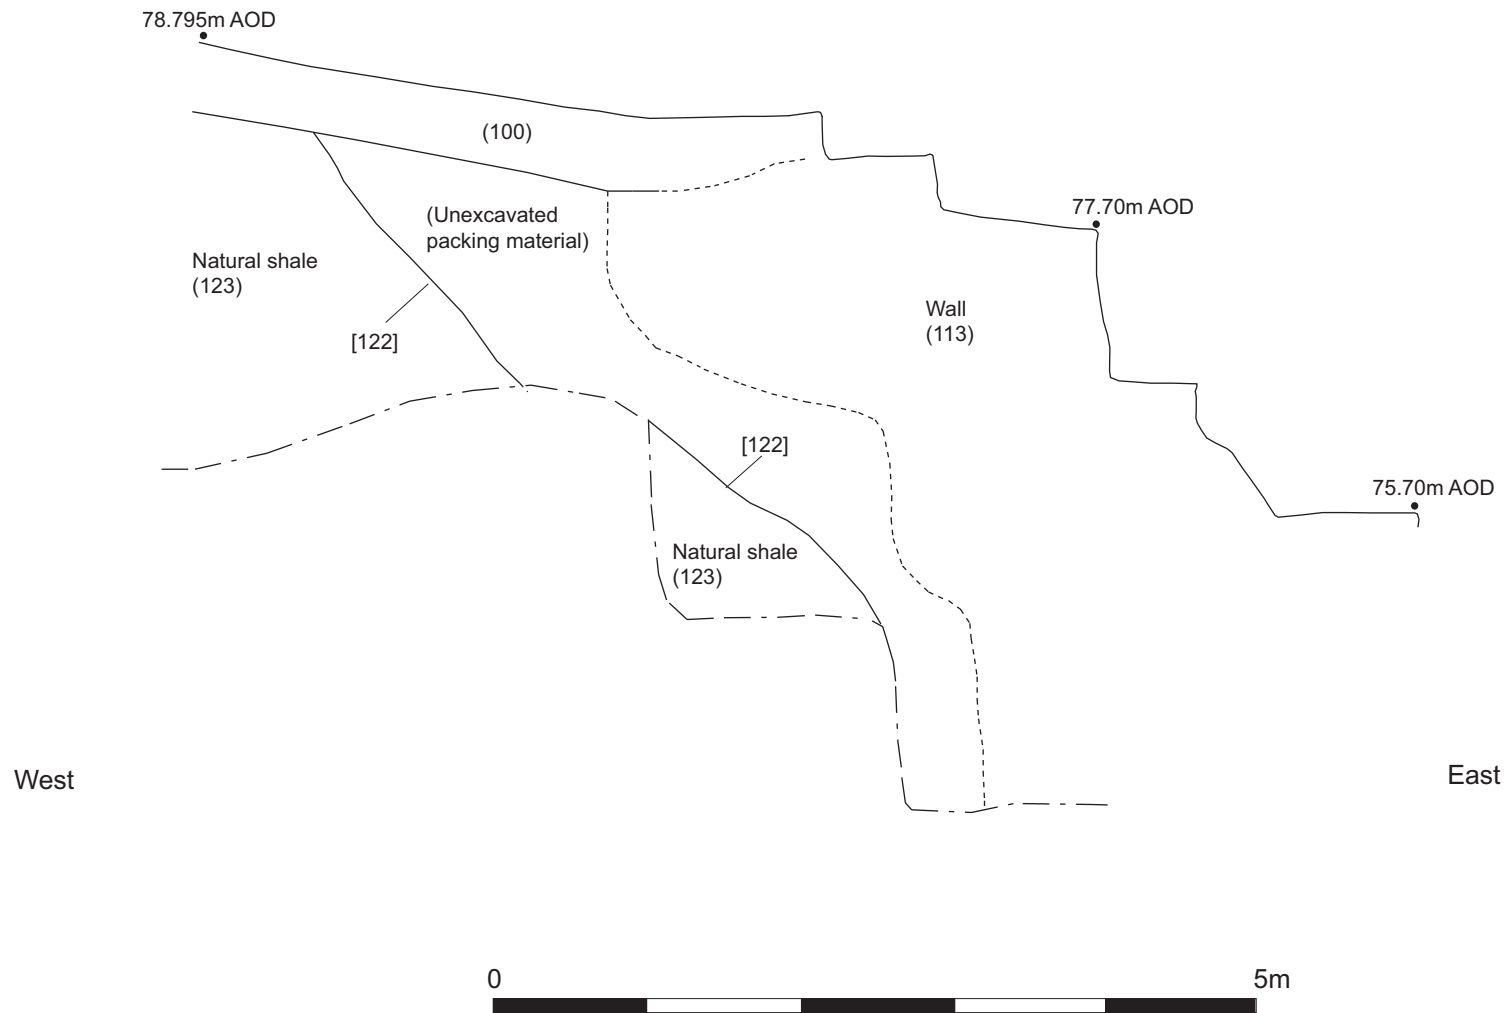 78.795m AOD
(100)
77.70m AOD
(Unexcavated
packing material)
Natural shale
(123)
Wall
(113)
[122]
[122]
75.70m AOD
Natural shale
(123)
West
East
0
5m